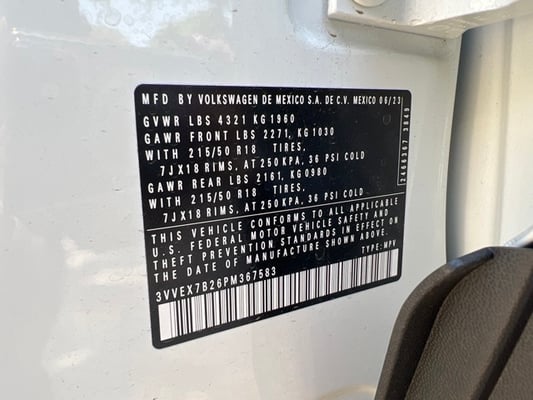 MFD BY VOLKSWAGEN DE MEXICO S.A. DE C.V. MEXICO 06/23
GVWR LBS 4321 KG 1960
GAWR FRONT LBS 2271, KG 1030
WITH 215/50 R18 TIRES,
7JX18 RIMS, AT 250 KPA, 36 PSI COLD
GAWR REAR LBS 2161, KG 0980
WITH 215/50 R18 TIRES,
7JX18 RIMS, AT 250 KPA, 36 PSI COLD
THIS VEHICLE CONFORMS TO ALL APPLICABLE
U.S. FEDERAL MOTOR VEHICLE SAFETY AND
THEFT PREVENTION STANDARDS IN EFFECT ON
THE DATE OF MANUFACTURE SHOWN ABOVE.
3VVEX7B26PM367583 TYPE: MPV